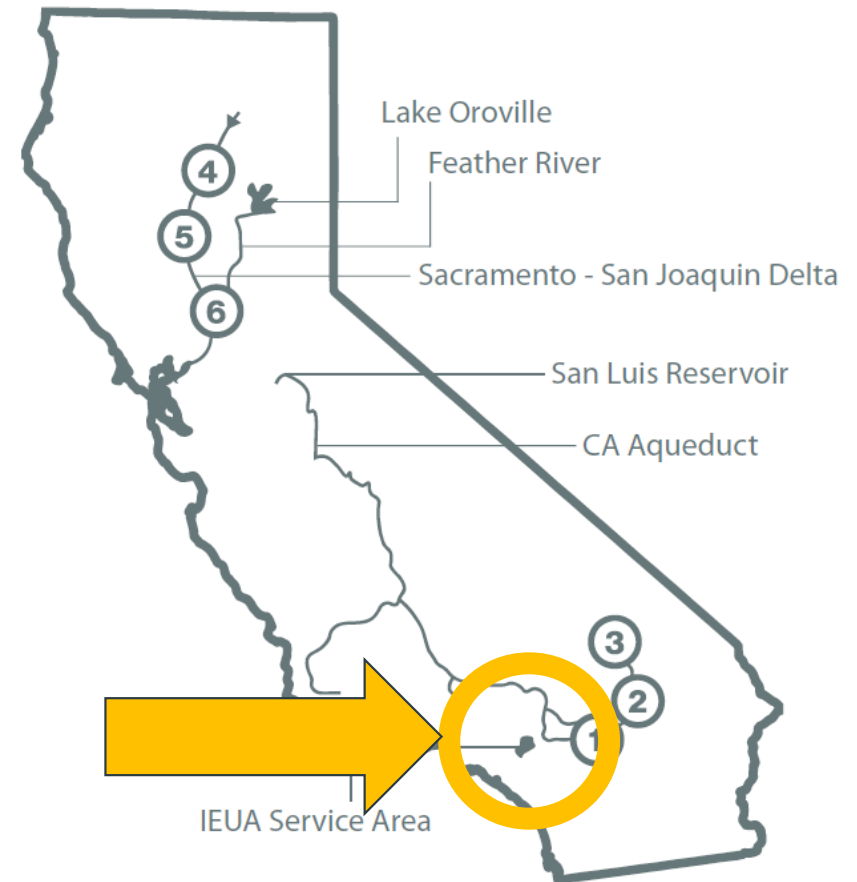 Lake Oroville
Feather River
4
5
Sacramento - San Joaquin Delta
6
San Luis Reservoir
CA Aqueduct
3
2
1
IEUA Service Area